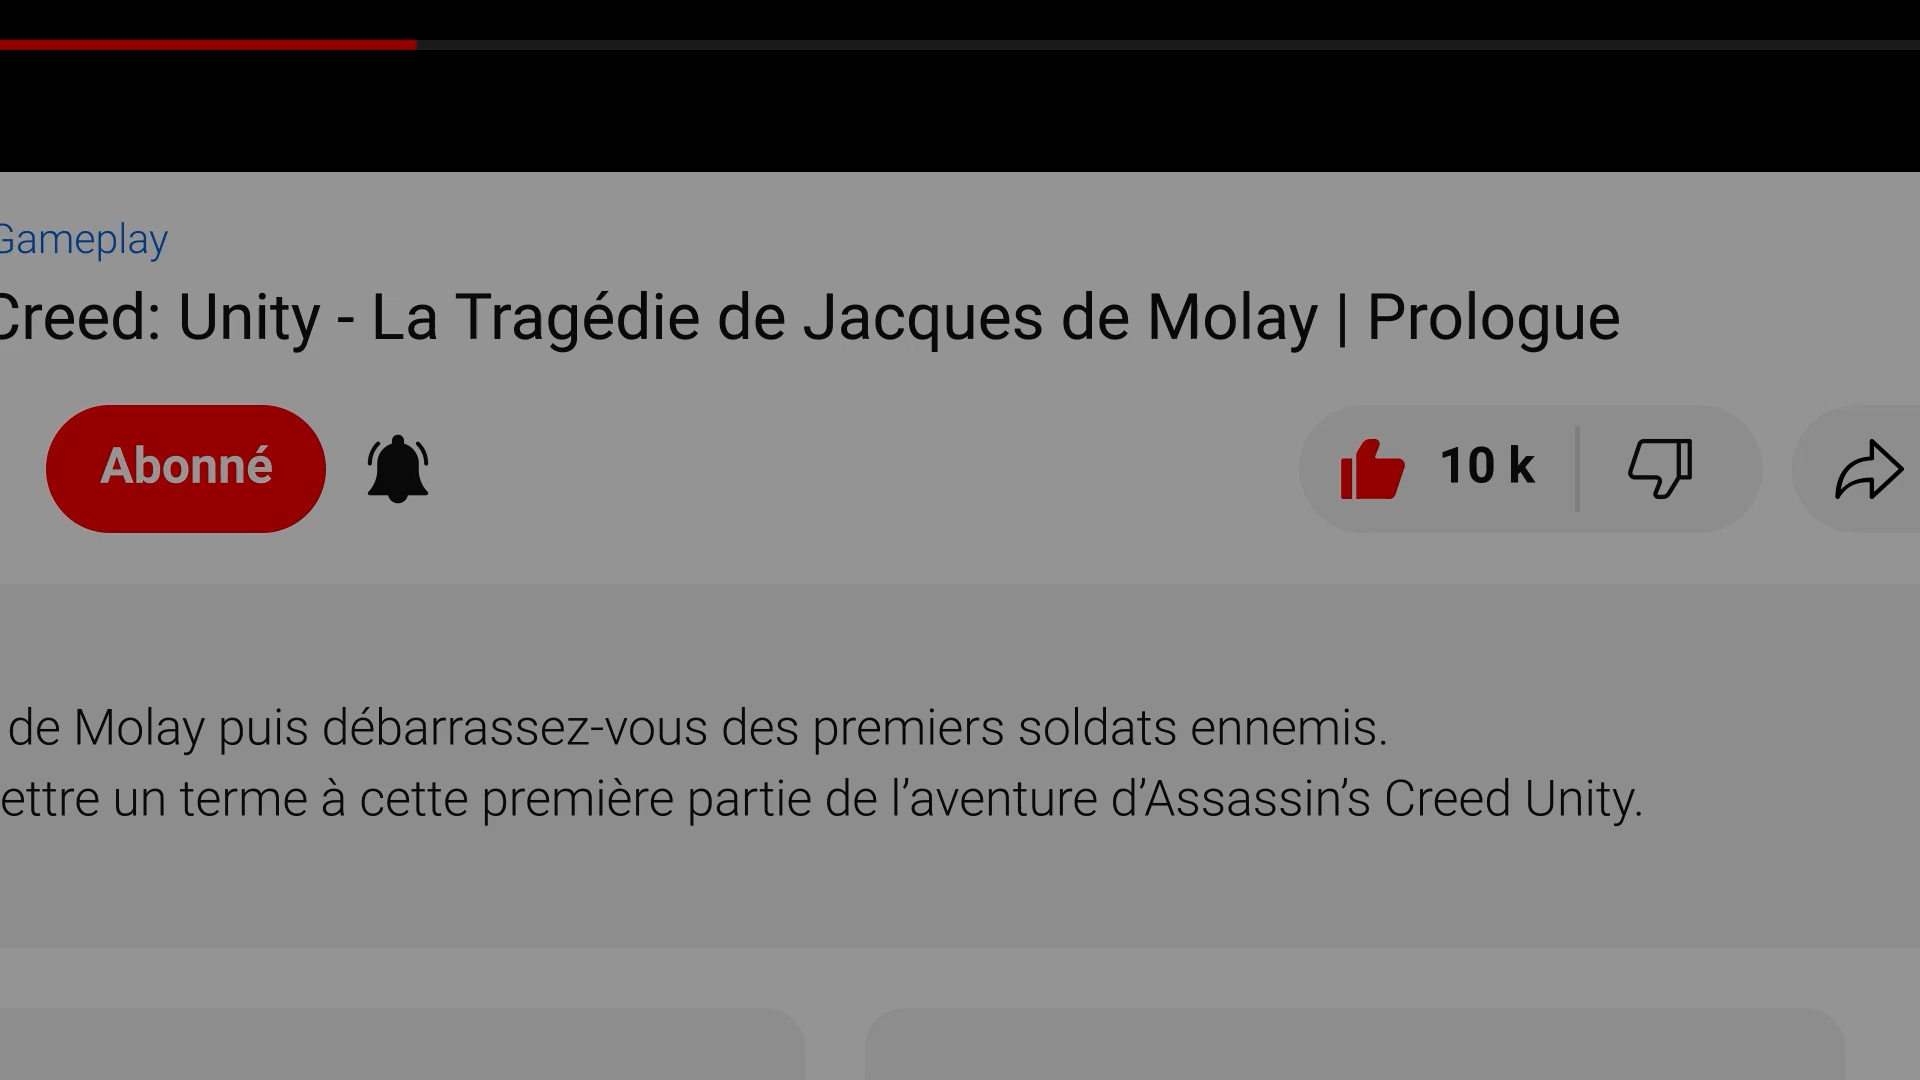 Gameplay
Creed: Unity - La Tragédie de Jacques de Molay | Prologue
Abonné
10 k
de Molay puis débarrassez-vous des premiers soldats ennemis.
ettre un terme à cette première partie de l’aventure d’Assassin’s Creed Unity.